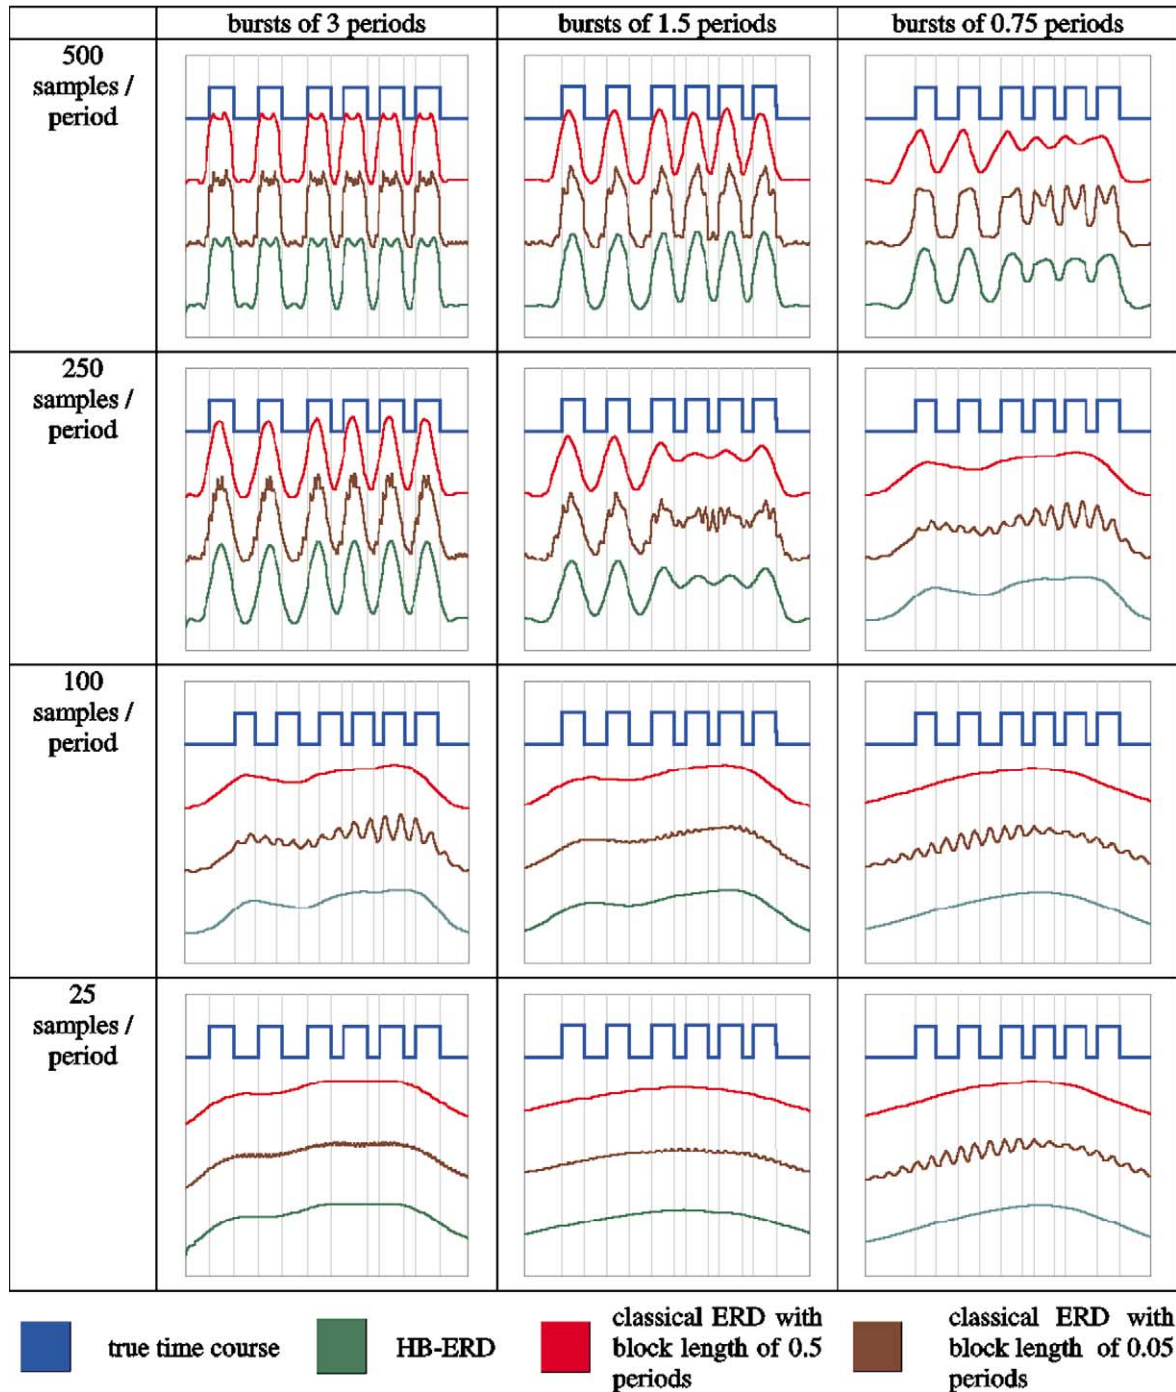 bursts of 3 periods
bursts of 1.5 periods
bursts of 0.75 periods
500
samples /
period
250
samples /
period
100
samples /
period
25
samples /
period
true time course
HB-ERD
classical ERD with
block length of 0.5
periods
classical ERD with
block length of 0.05
periods